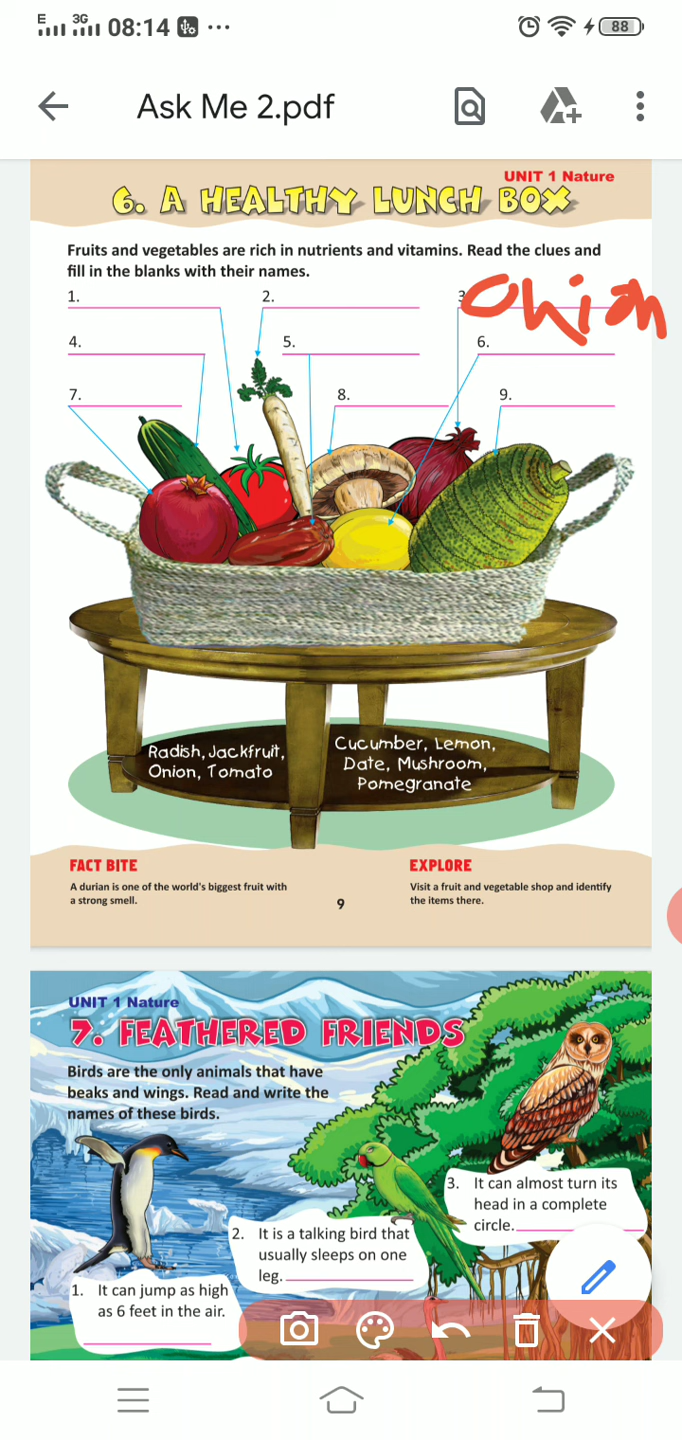 E 3G 08:14 88
Ask Me 2.pdf
UNIT 1 Nature
6. A HEALTHY LUNCH BOX
Fruits and vegetables are rich in nutrients and vitamins. Read the clues and
fill in the blanks with their names.
1. 2. 3
4. 5. 6.
7. 8. 9.
Radish, Jackfruit,
Onion, Tomato
Cucumber, Lemon,
Date, Mushroom,
Pomegranate
FACT BITE
A durian is one of the world's biggest fruit with
a strong smell.
9
EXPLORE
Visit a fruit and vegetable shop and identify
the items there.
UNIT 1 Nature
7. FEATHERED FRIENDS
Birds are the only animals that have
beaks and wings. Read and write the
names of these birds.
3. It can almost turn its
head in a complete
circle.
2. It is a talking bird that
usually sleeps on one
leg.
1. It can jump as high
as 6 feet in the air.